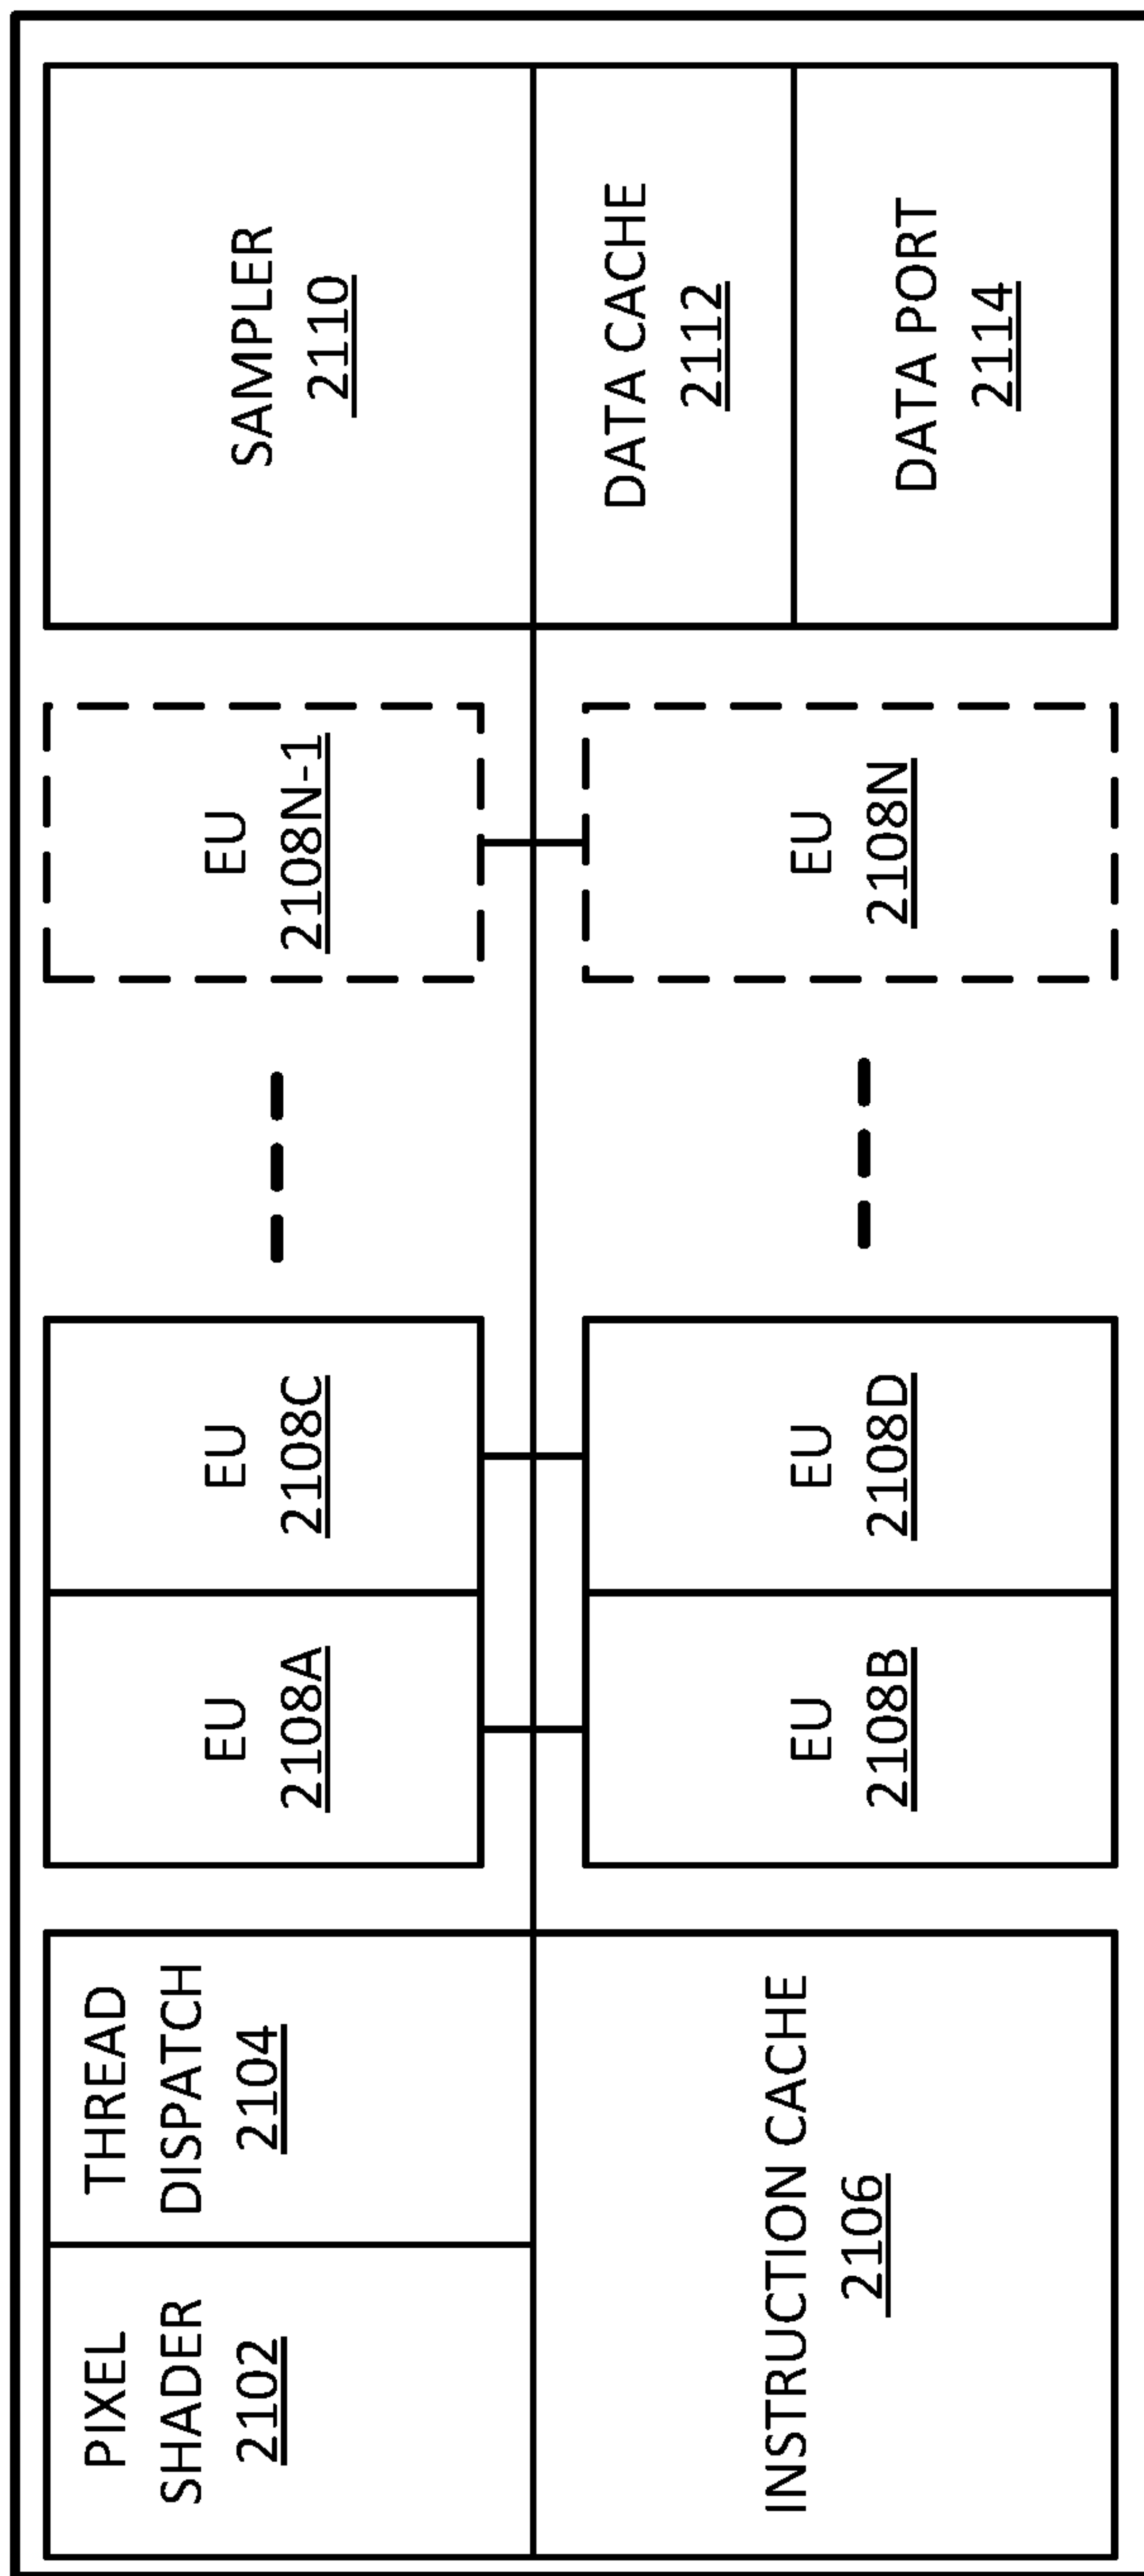 PIXEL
SHADER
2102
THREAD
DISPATCH
2104
INSTRUCTION CACHE
2106
EU
2108A
EU
2108C
EU
2108B
EU
2108D
EU
2108N-1
EU
2108N
SAMPLER
2110
DATA CACHE
2112
DATA PORT
2114